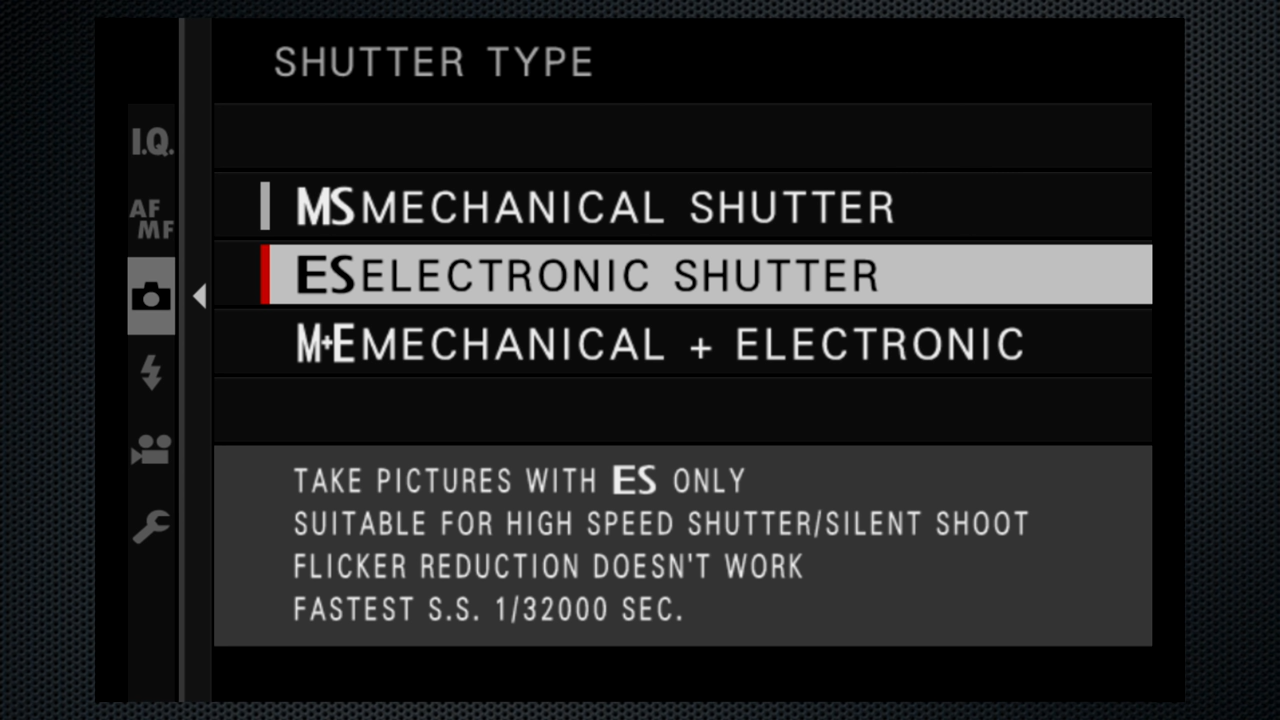 SHUTTER TYPE
I.Q.
AF
MF
MS MECHANICAL SHUTTER
ES ELECTRONIC SHUTTER
M+E MECHANICAL + ELECTRONIC
TAKE PICTURES WITH ES ONLY
SUITABLE FOR HIGH SPEED SHUTTER/SILENT SHOOT
FLICKER REDUCTION DOESN'T WORK
FASTEST S.S. 1/32000 SEC.